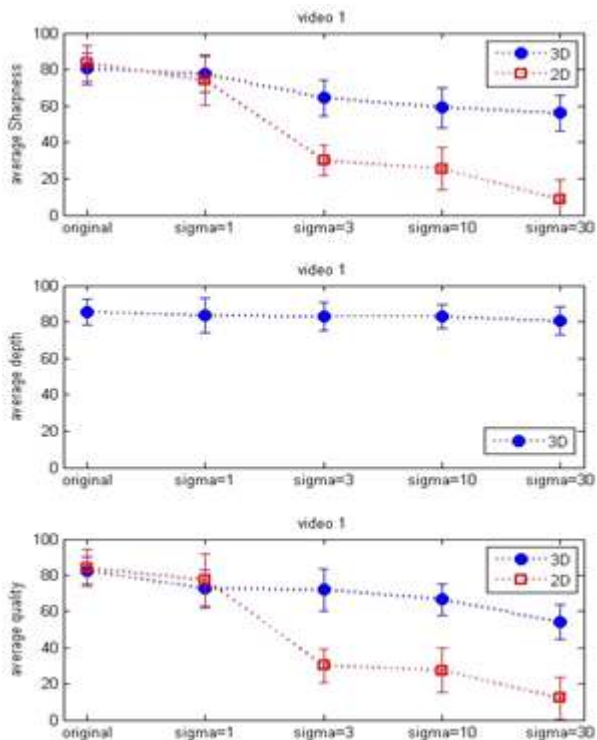 video 1
100
80
60
40
20
0
average Sharpness
3D
2D
original sigma=1 sigma=3 sigma=10 sigma=30
video 1
100
80
60
40
20
0
average depth
3D
original sigma=1 sigma=3 sigma=10 sigma=30
video 1
100
80
60
40
20
0
average quality
3D
2D
original sigma=1 sigma=3 sigma=10 sigma=30